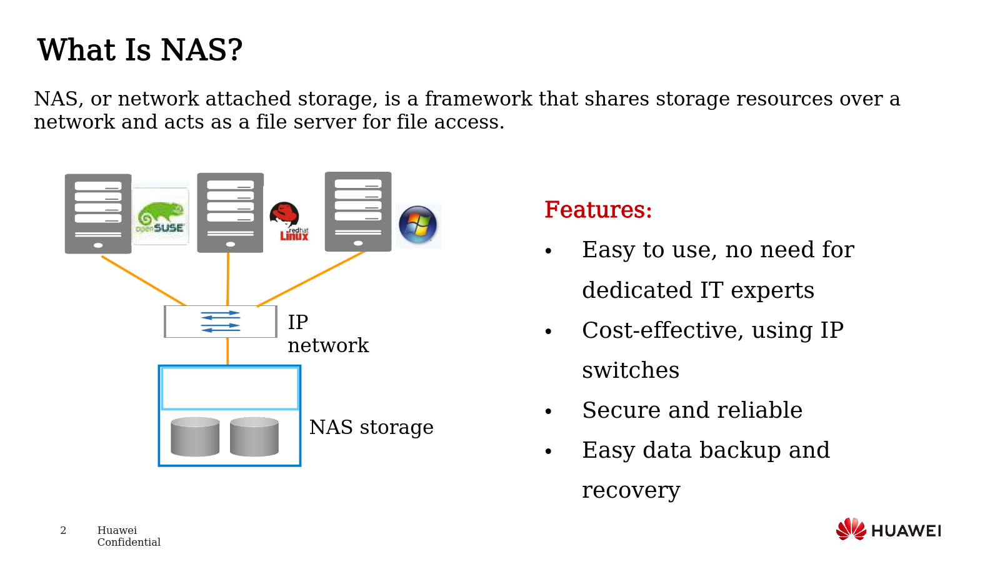 What Is NAS?
NAS, or network attached storage, is a framework that shares storage resources over a
network and acts as a file server for file access.
openSUSE
redhat
Linux
IP
network
NAS storage
Features:
• Easy to use, no need for
dedicated IT experts
• Cost-effective, using IP
switches
• Secure and reliable
• Easy data backup and
recovery
2
Huawei
Confidential
HUAWEI